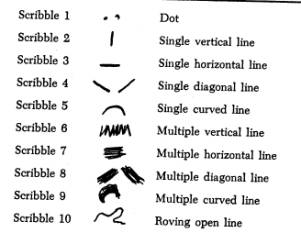 Scribble 1 Dot
Scribble 2 Single vertical line
Scribble 3 Single horizontal line
Scribble 4 Single diagonal line
Scribble 5 Single curved line
Scribble 6 Multiple vertical line
Scribble 7 Multiple horizontal line
Scribble 8 Multiple diagonal line
Scribble 9 Multiple curved line
Scribble 10 Roving open line